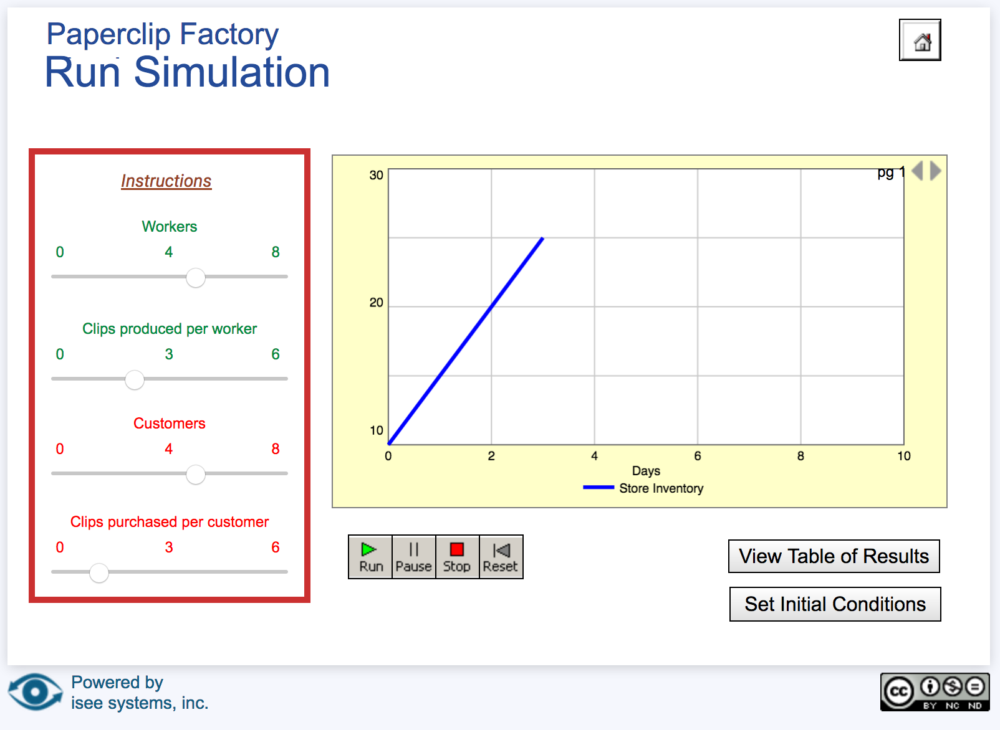 Paperclip Factory
Run Simulation
Instructions
Workers
0 4 8
Clips produced per worker
0 3 6
Customers
0 4 8
Clips purchased per customer
0 3 6
pg 1
30
20
10
0 2 4 6 8 10
Days
Store Inventory
Run Pause Stop Reset
View Table of Results
Set Initial Conditions
Powered by
isee systems, inc.
cc
BY NC ND